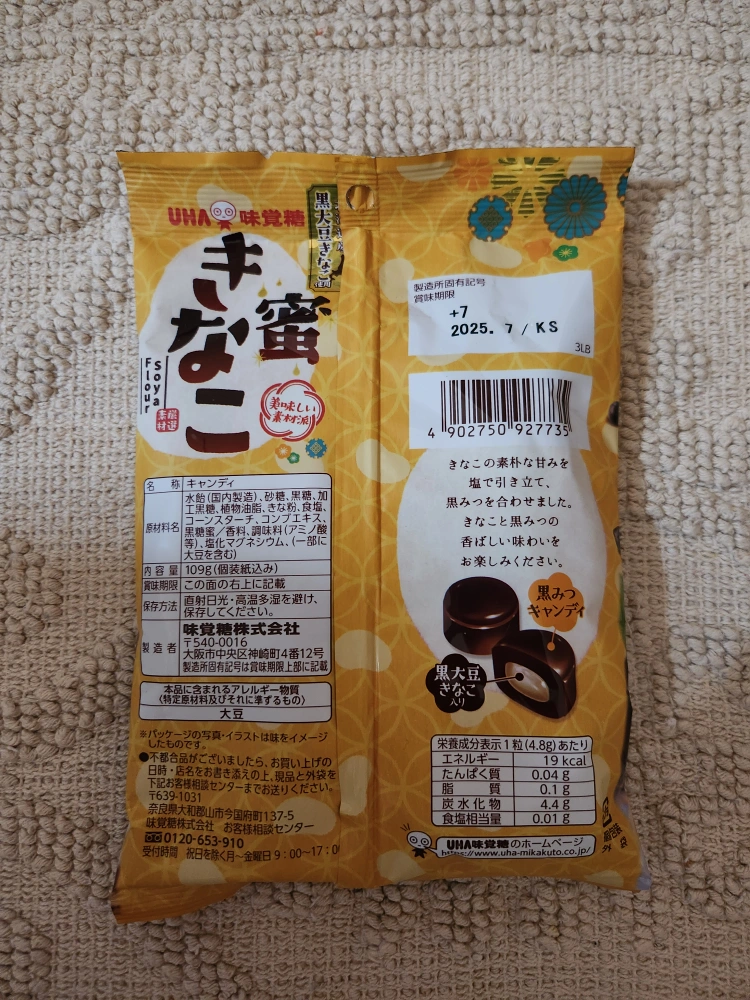 UHA 味覚糖
黒大豆きなこ
使用
きなこ
蜜
Soya
Flour
厳選
素材
美味しい
素材派
名 称 キャンディ
原材料名 水飴(国内製造)、砂糖、黒糖、加
工黒糖、植物油脂、きな粉、食塩、
コーンスターチ、コンブエキス、
黒糖蜜/香料、調味料(アミノ酸
等)、塩化マグネシウム、(一部に
大豆を含む)
内 容 量 109g(個装紙込み)
賞味期限 この面の右上に記載
保存方法 直射日光・高温多湿を避け、
保存してください。
製 造 者 味覚糖株式会社
〒540-0016
大阪市中央区神崎町4番12号
製造所固有記号は賞味期限上部に記載
本品に含まれるアレルギー物質
(特定原材料及びそれに準ずるもの)
大豆
※パッケージの写真・イラストは味をイメージ
したものです。
●不都合品がございましたら、お買い上げの
日時・店名をお書き添えの上、現品と外袋を
下記お客様相談センターまでお送りください。
〒639-1031
奈良県大和郡山市今国府町137-5
味覚糖株式会社 お客様相談センター
0120-653-910
受付時間 祝日を除く月~金曜日 9:00~17:0
製造所固有記号
賞味期限
+7
2025. 7 / KS
3LB
4 902750 927735
きなこの素朴な甘みを
塩で引き立て、
黒みつを合わせました。
きなこと黒みつの
香ばしい味わいを
お楽しみください。
黒みつ
キャンディ
黒大豆
きなこ
入り
栄養成分表示1粒(4.8g)あたり
エネルギー 19 kcal
たんぱく質 0.04 g
脂 質 0.1 g
炭水化物 4.4 g
食塩相当量 0.01 g
UHA味覚糖のホームページ
https://www.uha-mikakuto.co.jp/